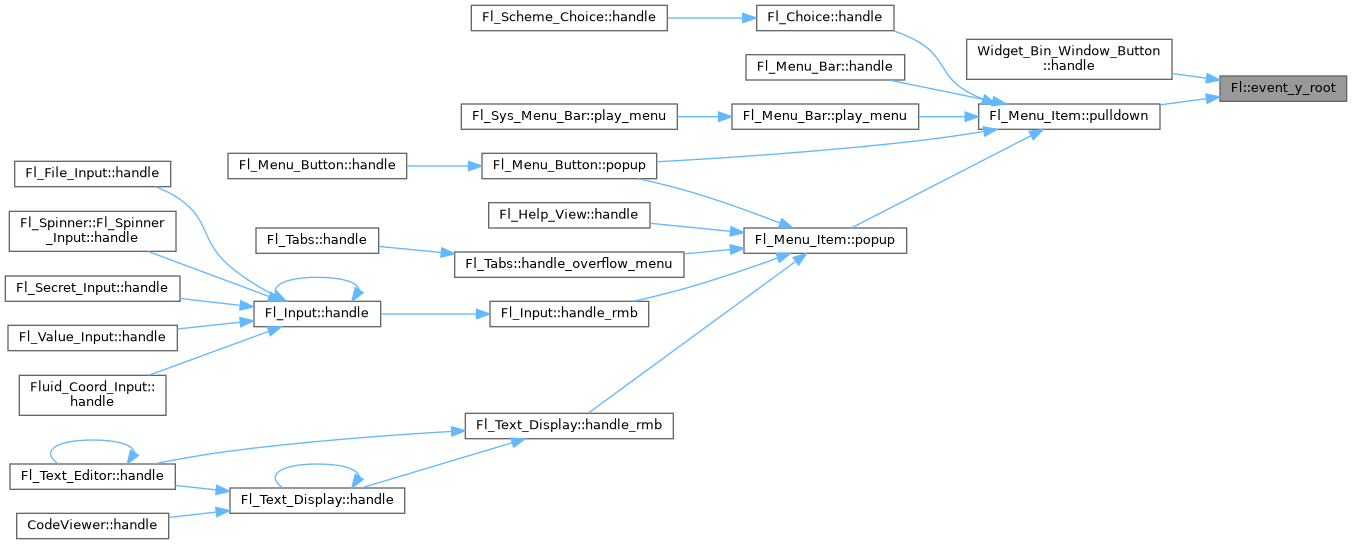 Fl_Scheme_Choice::handle
Fl_Choice::handle
Widget_Bin_Window_Button
::handle
Fl_Menu_Bar::handle
Fl::event_y_root
Fl_Sys_Menu_Bar::play_menu
Fl_Menu_Bar::play_menu
Fl_Menu_Item::pulldown
Fl_Menu_Button::handle
Fl_Menu_Button::popup
Fl_File_Input::handle
Fl_Help_View::handle
Fl_Spinner::Fl_Spinner
_Input::handle
Fl_Tabs::handle
Fl_Menu_Item::popup
Fl_Tabs::handle_overflow_menu
Fl_Secret_Input::handle
Fl_Input::handle
Fl_Input::handle_rmb
Fl_Value_Input::handle
Fluid_Coord_Input::
handle
Fl_Text_Display::handle_rmb
Fl_Text_Editor::handle
Fl_Text_Display::handle
CodeViewer::handle